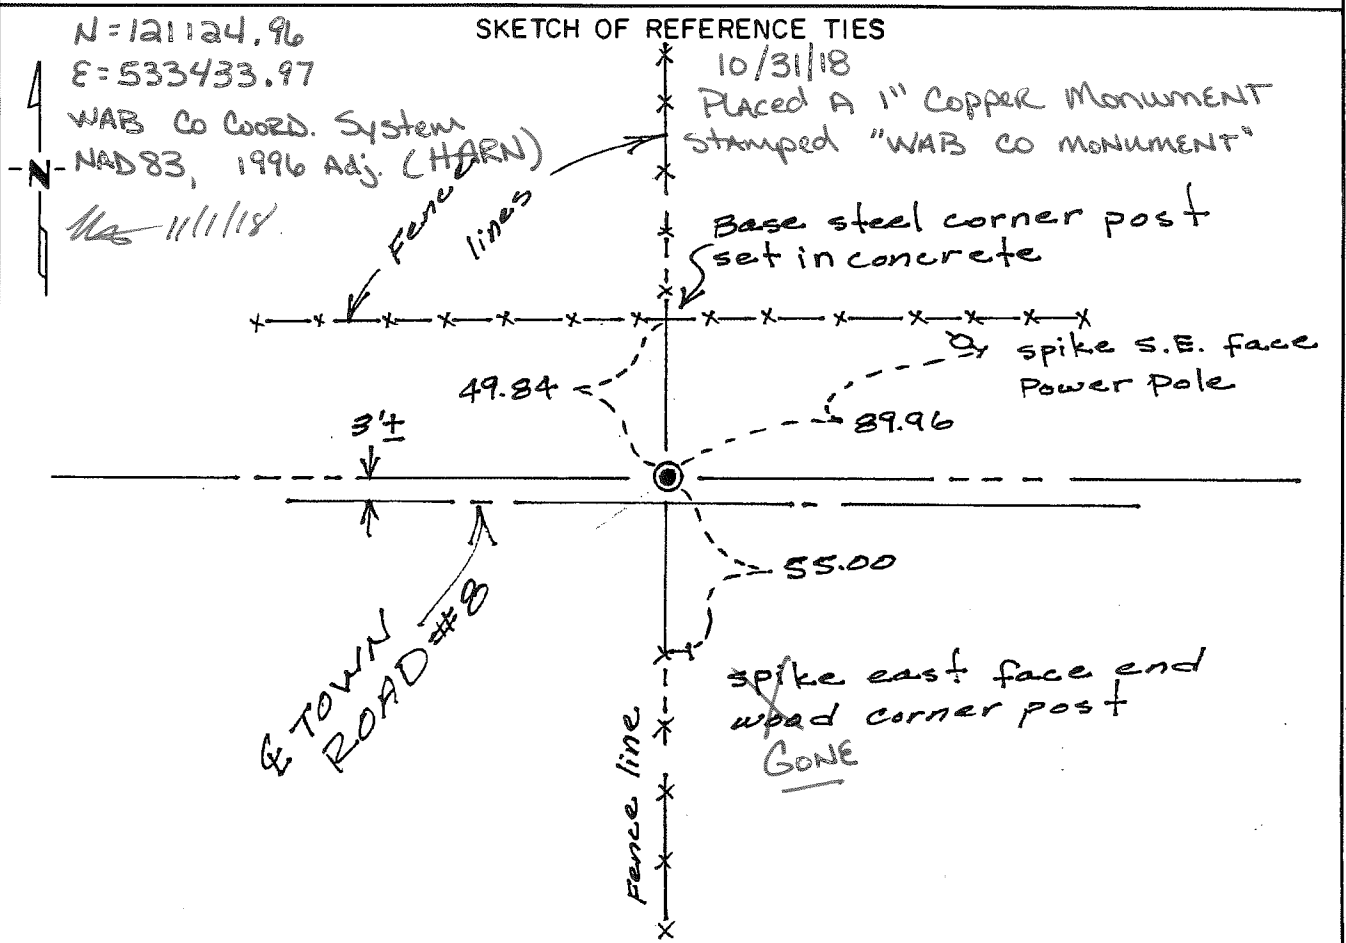 SKETCH OF REFERENCE TIES
N=121124.96
E=533433.97
WAB CO COORD. System
NAD83, 1996 Adj. (HARN)
11/1/18
N
10/31/18
PLACED A 1" COPPER MONUMENT
Stamped "WAB CO MONUMENT"
Fence
lines
Base steel corner post
set in concrete
spike S.E. face
Power Pole
49.84
89.96
3'±
55.00
℄ TOWN
ROAD #8
spike east face end
wood corner post
GONE
Fence line